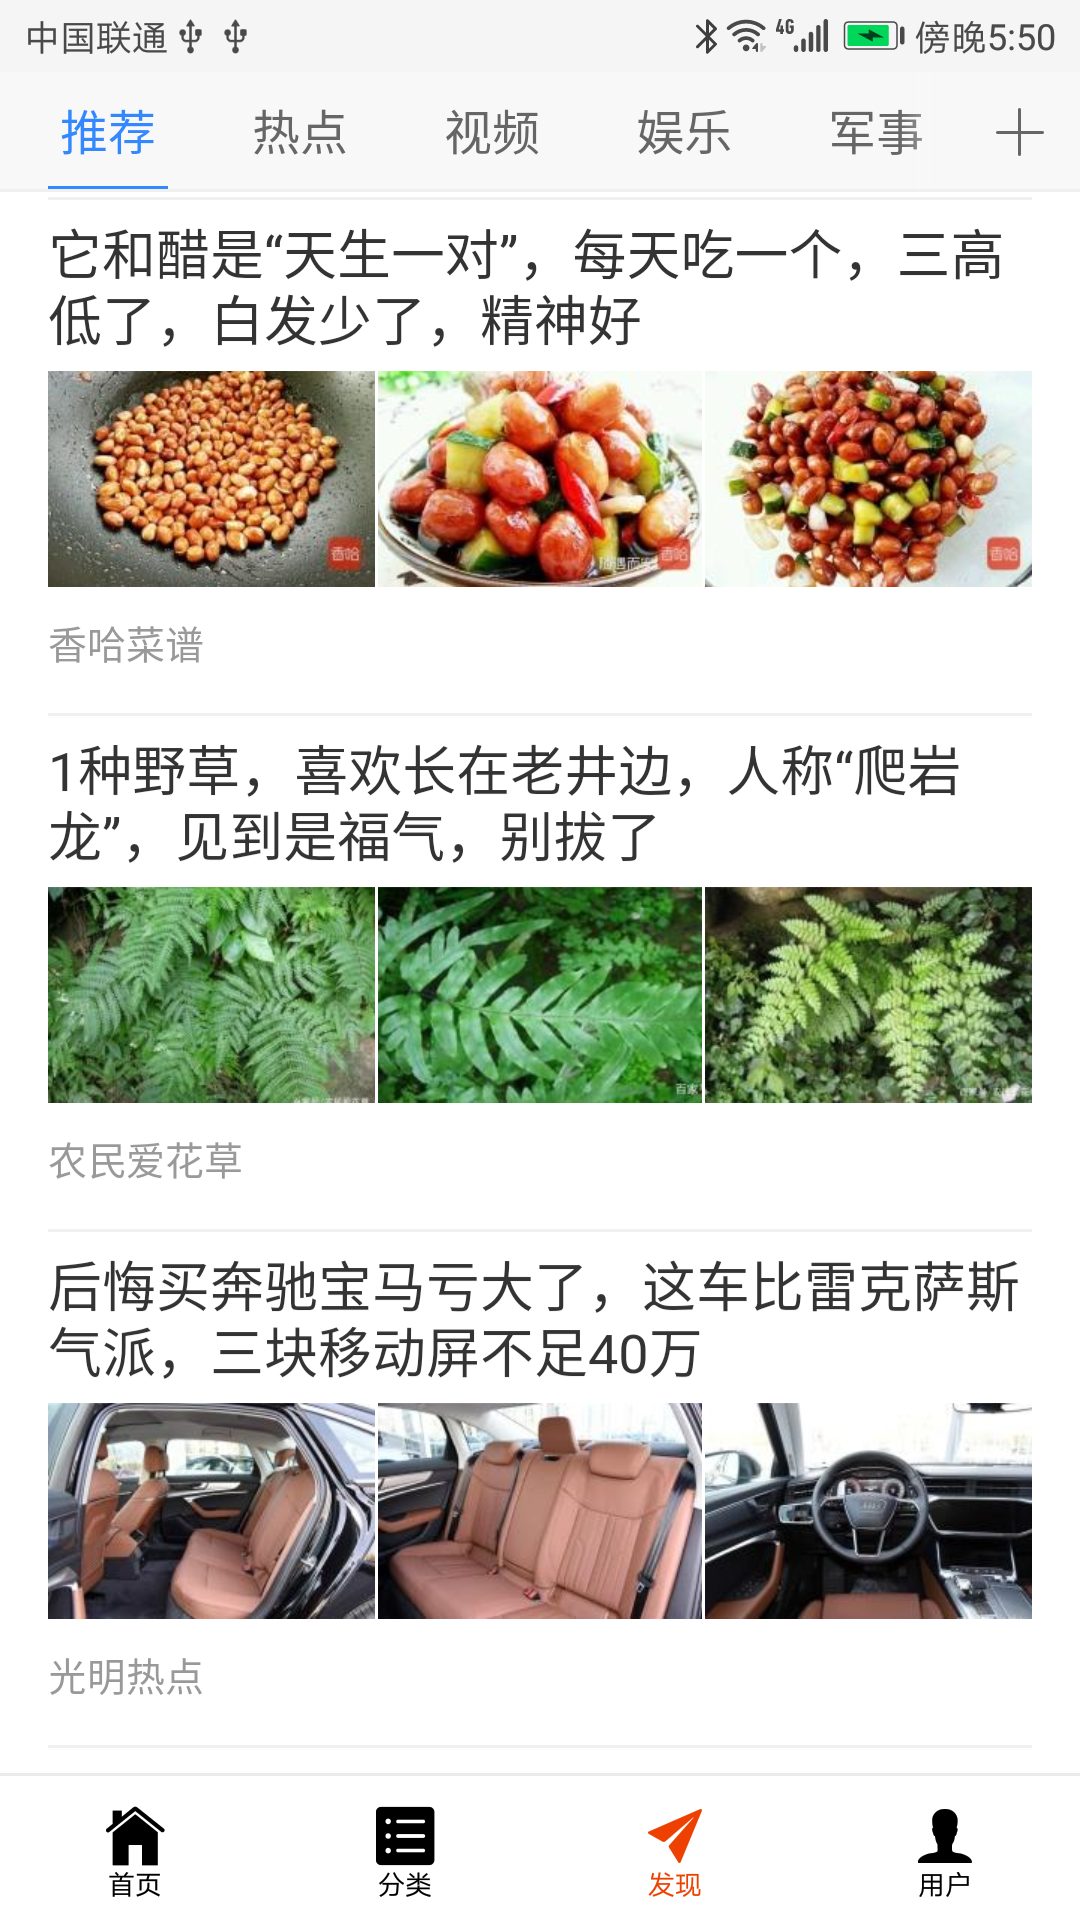 中国联通
4G
傍晚5:50
推荐 热点 视频 娱乐 军事
它和醋是“天生一对”，每天吃一个，三高
低了，白发少了，精神好
香哈
香哈
香哈
香哈菜谱
1种野草，喜欢长在老井边，人称“爬岩
龙”，见到是福气，别拔了
百家
农民爱花草
后悔买奔驰宝马亏大了，这车比雷克萨斯
气派，三块移动屏不足40万
光明热点
首页 分类 发现 用户